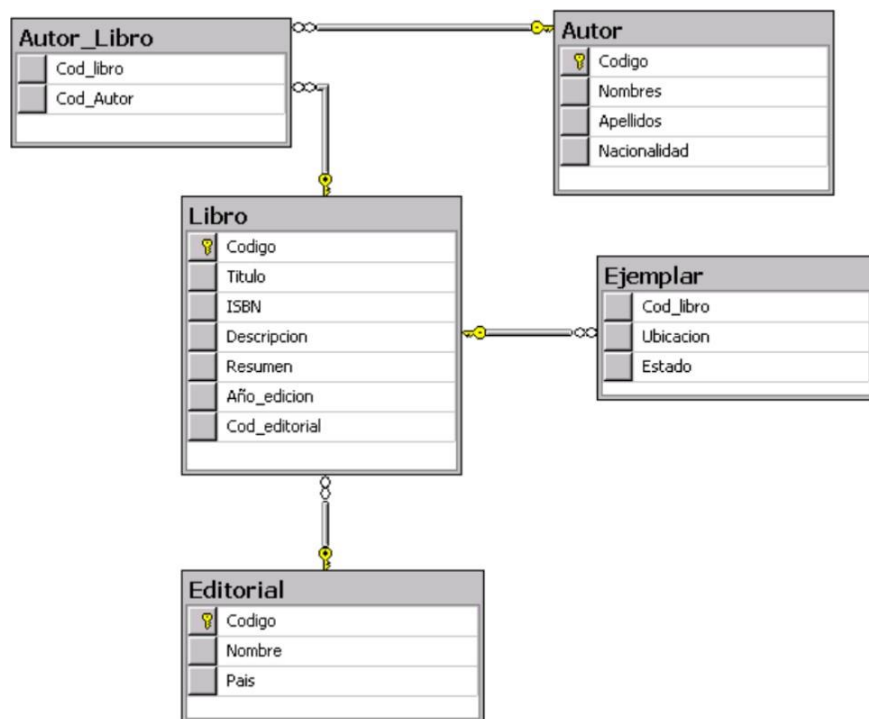 Autor_Libro
Cod_libro
Cod_Autor
Autor
Codigo
Nombres
Apellidos
Nacionalidad
Libro
Codigo
Titulo
ISBN
Descripcion
Resumen
Año_edicion
Cod_editorial
Ejemplar
Cod_libro
Ubicacion
Estado
Editorial
Codigo
Nombre
Pais